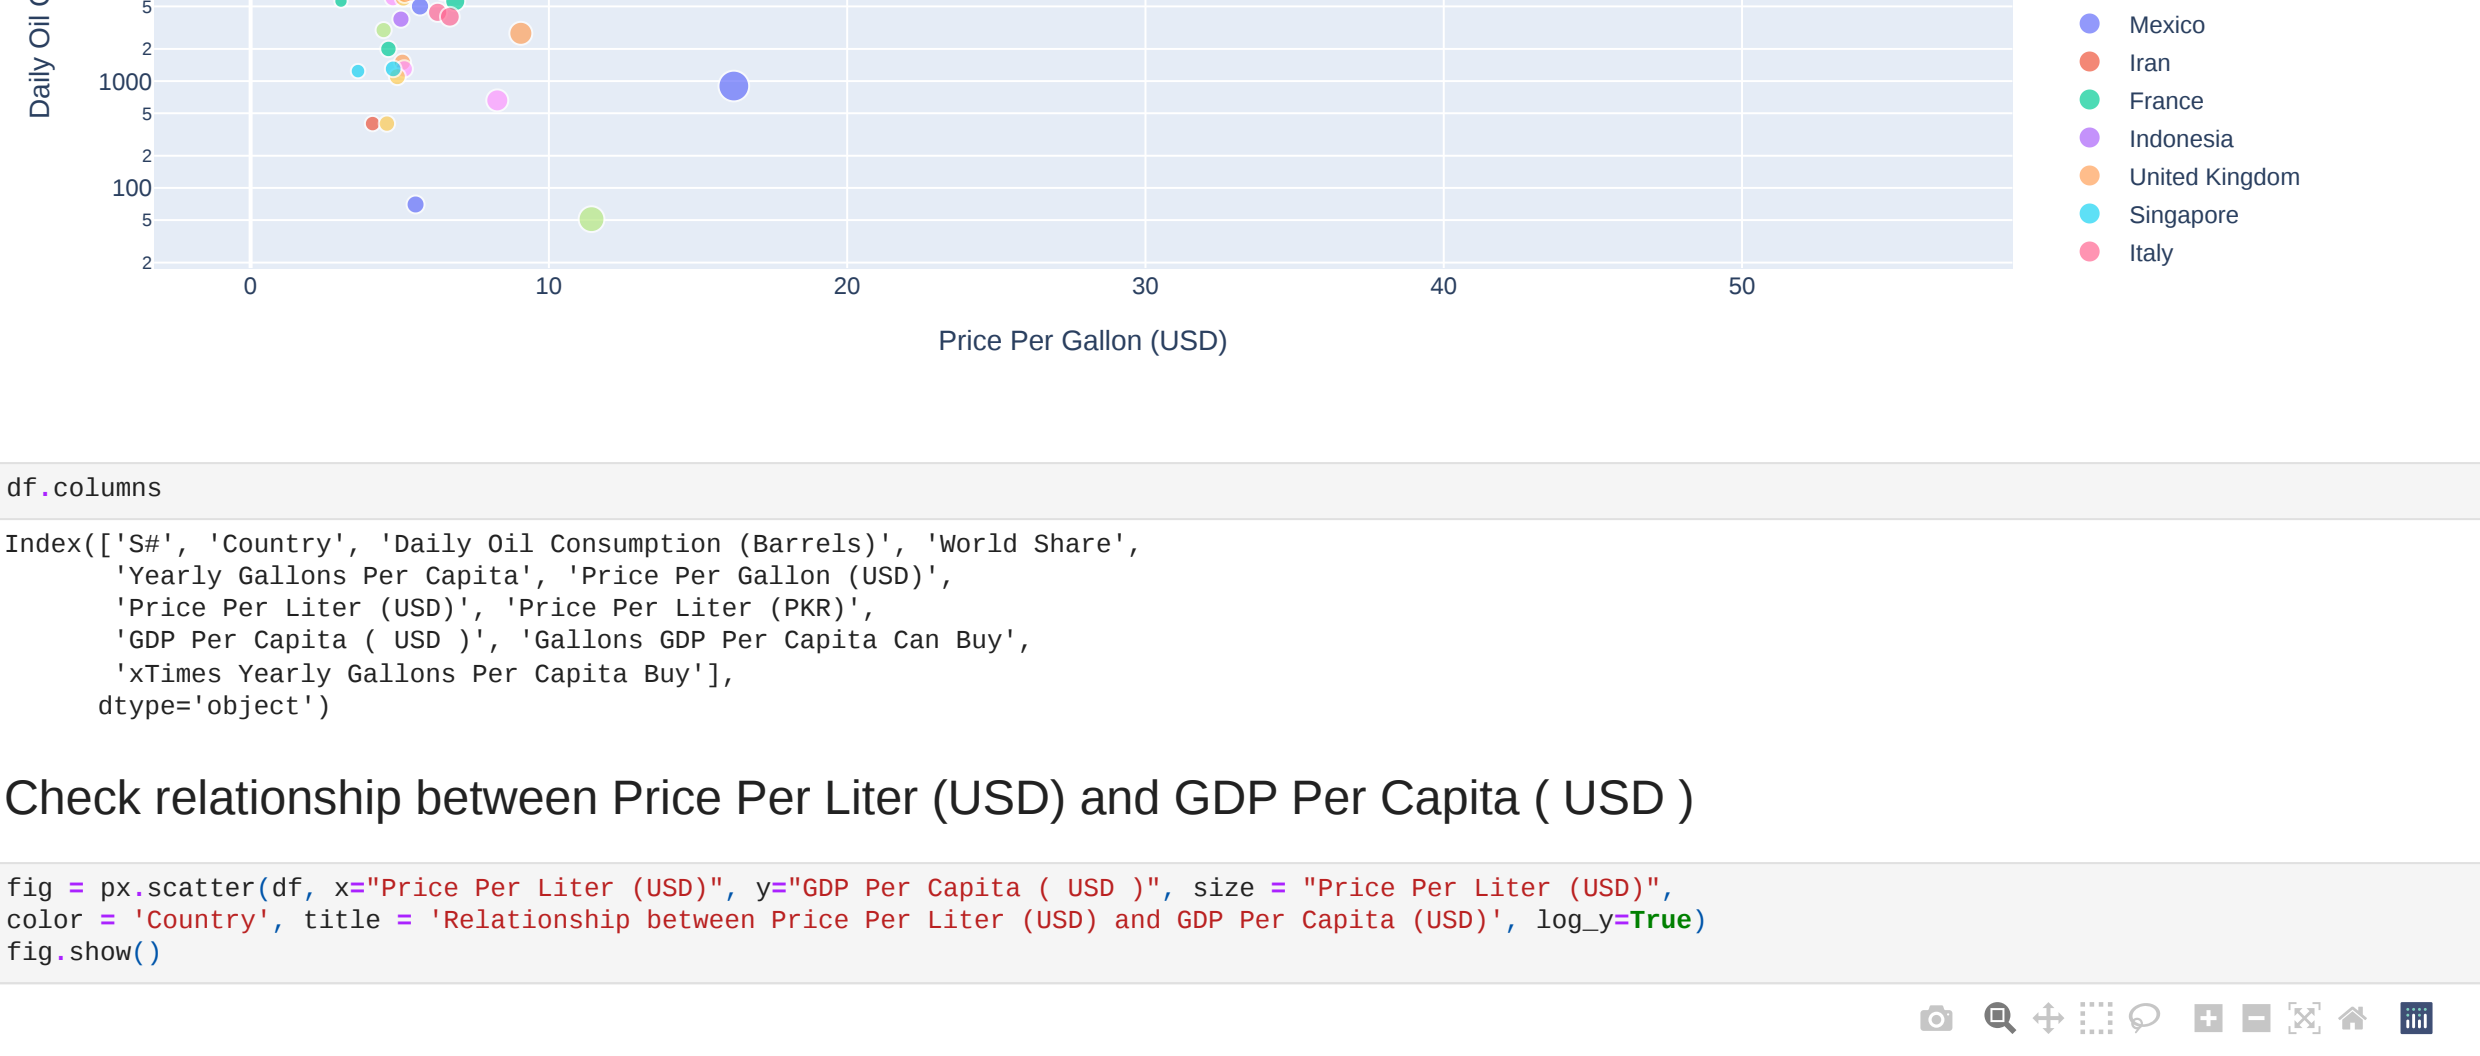 5
2
1000
5
2
100
5
2
Daily Oil
0 10 20 30 40 50
Price Per Gallon (USD)
Mexico
Iran
France
Indonesia
United Kingdom
Singapore
Italy
df.columns
Index(['S#', 'Country', 'Daily Oil Consumption (Barrels)', 'World Share',
'Yearly Gallons Per Capita', 'Price Per Gallon (USD)',
'Price Per Liter (USD)', 'Price Per Liter (PKR)',
'GDP Per Capita ( USD )', 'Gallons GDP Per Capita Can Buy',
'xTimes Yearly Gallons Per Capita Buy'],
dtype='object')
Check relationship between Price Per Liter (USD) and GDP Per Capita ( USD )
fig = px.scatter(df, x="Price Per Liter (USD)", y="GDP Per Capita ( USD )", size = "Price Per Liter (USD)",
color = 'Country', title = 'Relationship between Price Per Liter (USD) and GDP Per Capita (USD)', log_y=True)
fig.show()